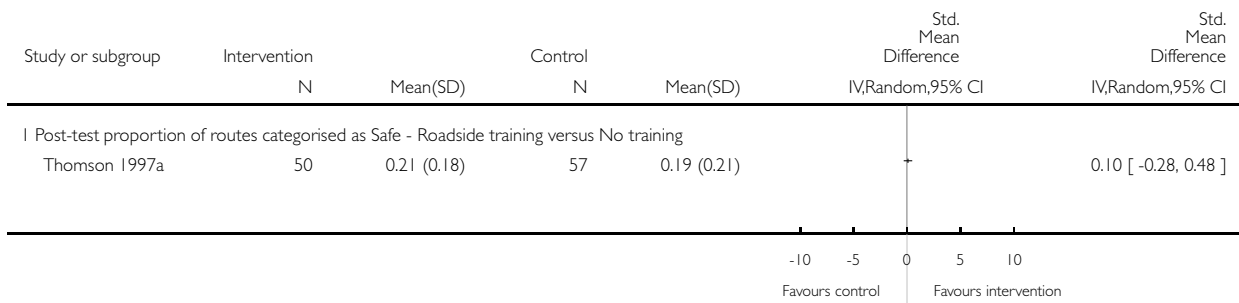 Std.
Mean
Difference
Std.
Mean
Difference
Study or subgroup Intervention Control
N Mean(SD) N Mean(SD) IV,Random,95% CI IV,Random,95% CI
1 Post-test proportion of routes categorised as Safe - Roadside training versus No training
Thomson 1997a 50 0.21 (0.18) 57 0.19 (0.21) 0.10 [ -0.28, 0.48 ]
-10 -5 0 5 10
Favours control Favours intervention